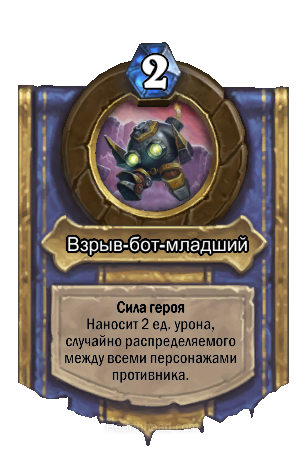 2
Взрыв-бот-младший
Сила героя
Наносит 2 ед. урона,
случайно распределяемого
между всеми персонажами
противника.